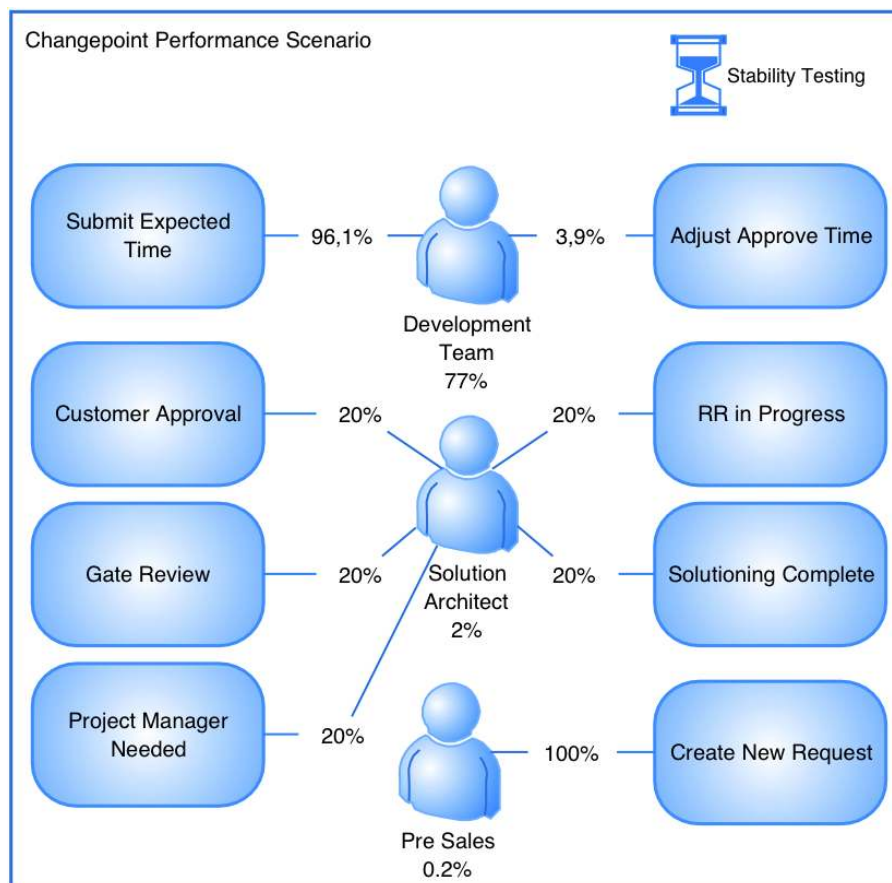 Changepoint Performance Scenario
Stability Testing
Submit Expected
Time
96,1%
3,9%
Adjust Approve Time
Development
Team
77%
Customer Approval
20%
20%
RR in Progress
Gate Review
20%
Solution
Architect
2%
20%
Solutioning Complete
Project Manager
Needed
20%
100%
Create New Request
Pre Sales
0.2%